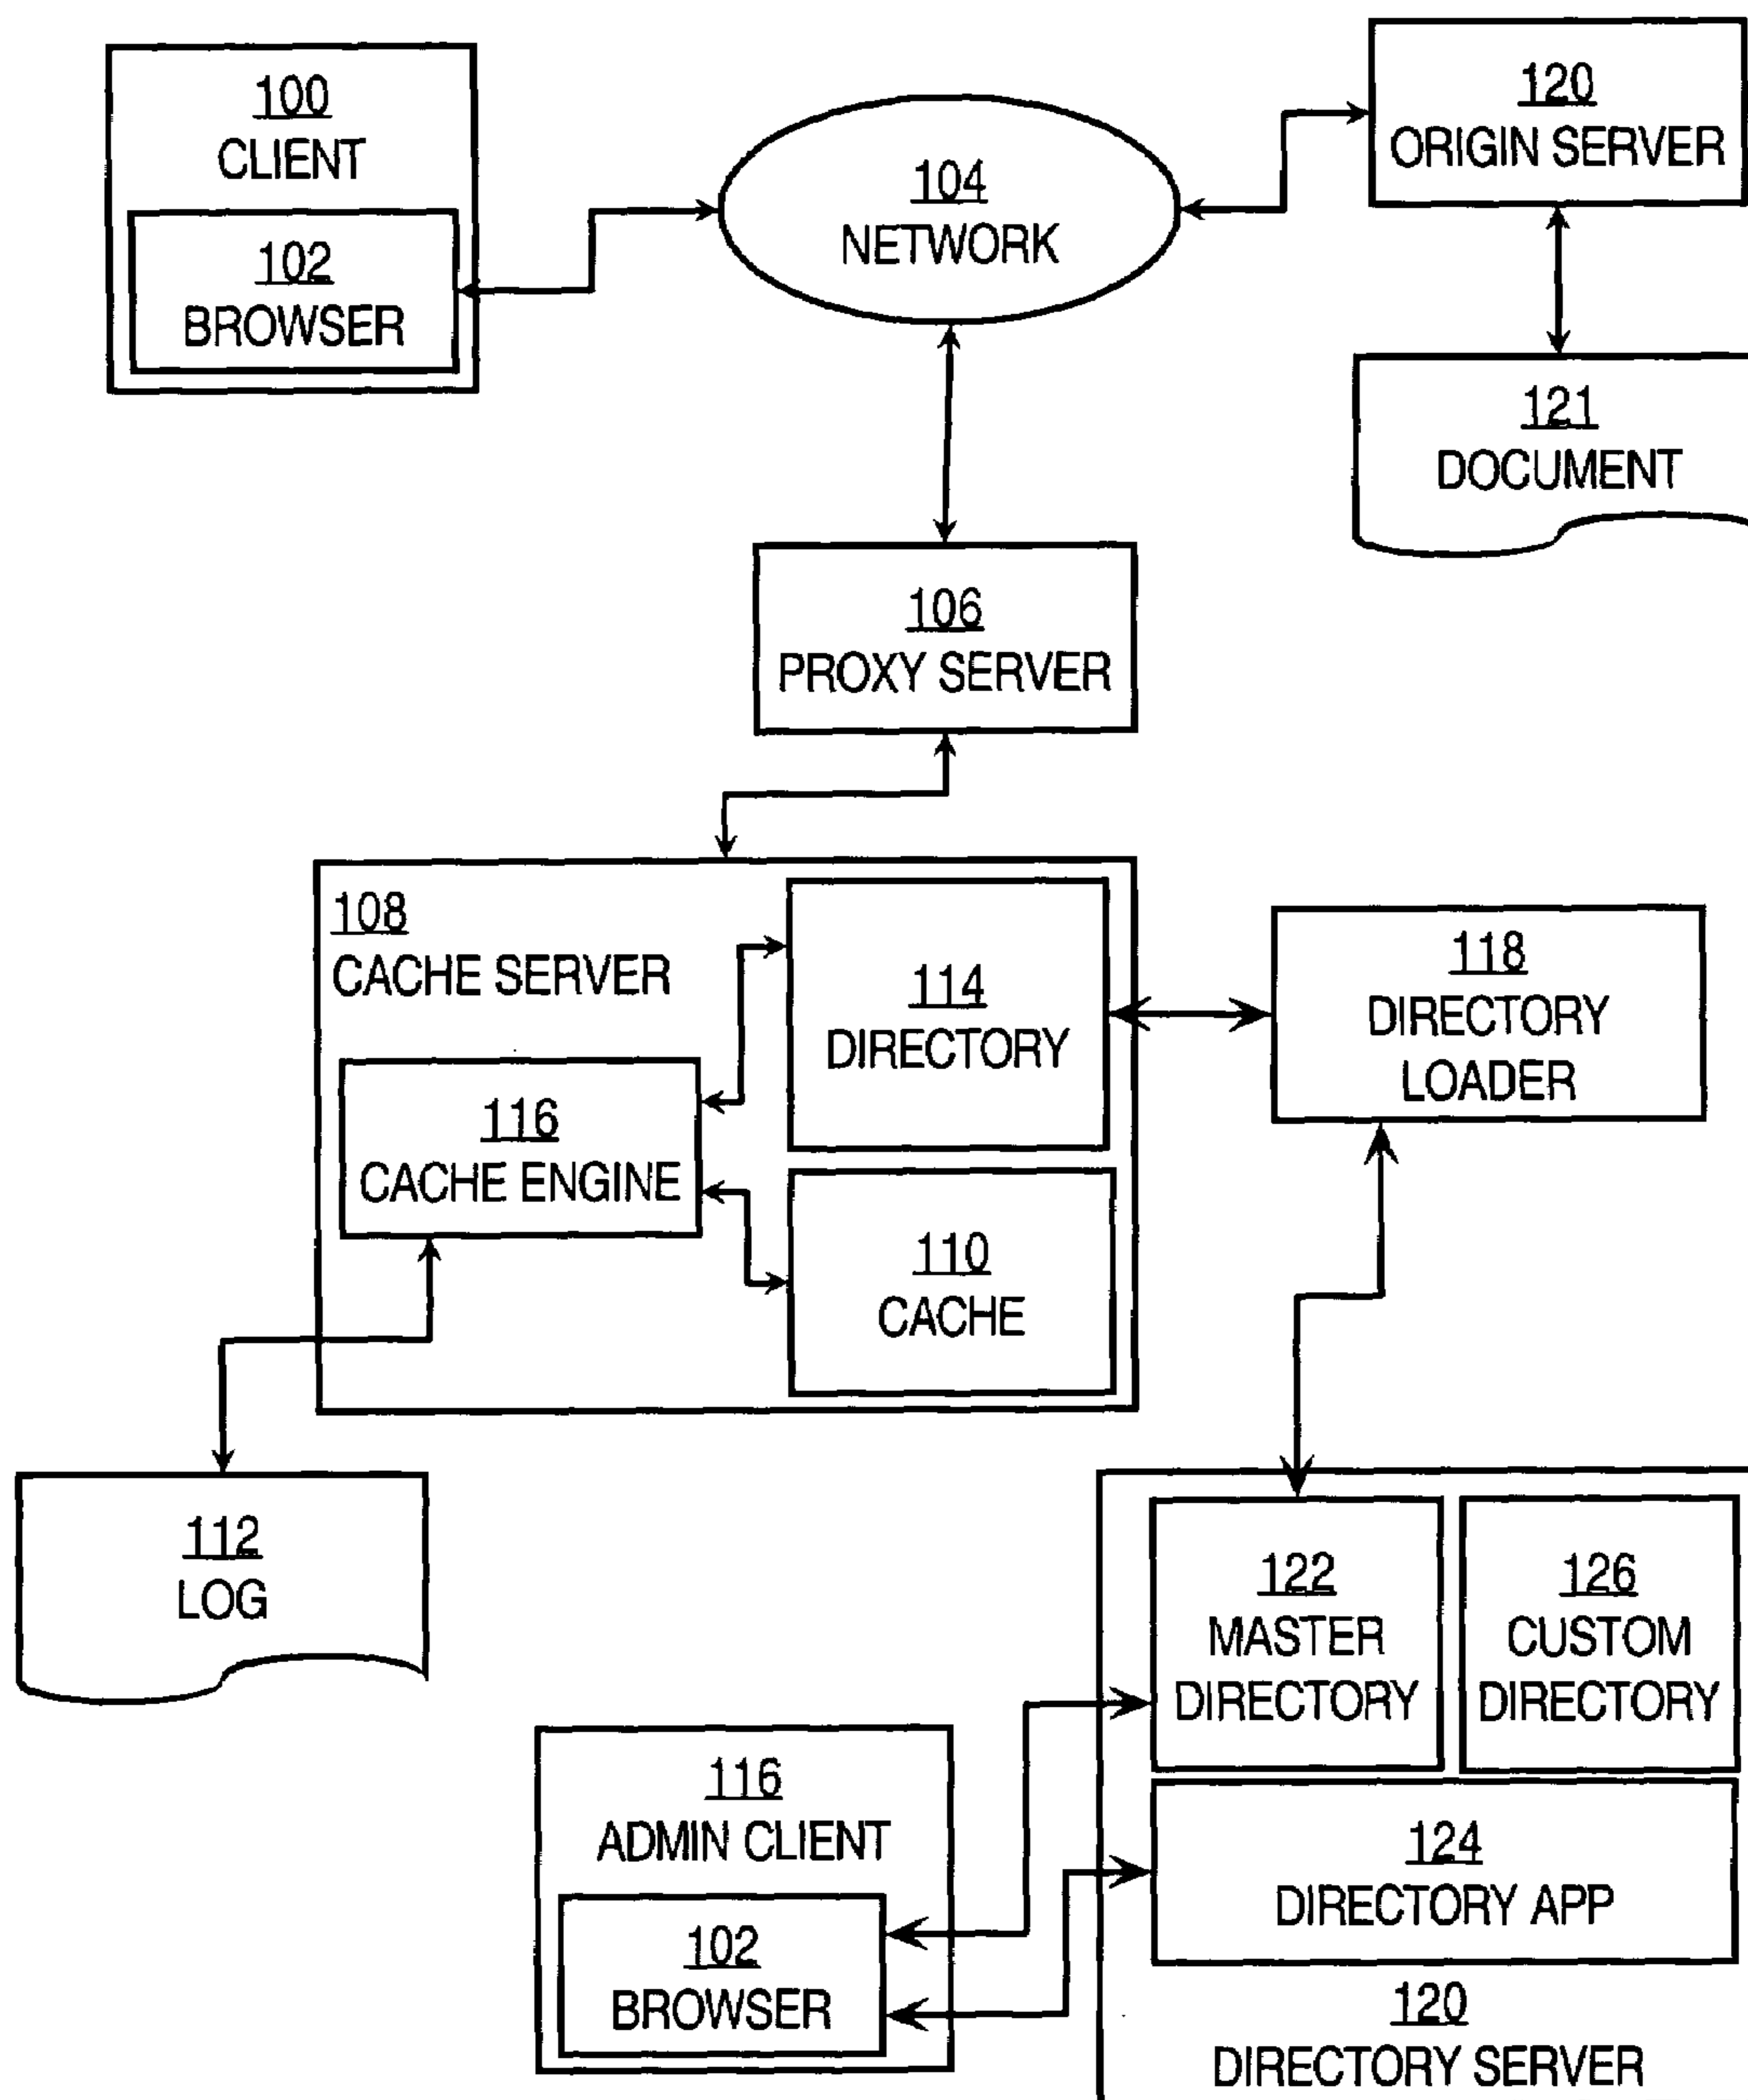 100
CLIENT
102
BROWSER
104
NETWORK
120
ORIGIN SERVER
121
DOCUMENT
106
PROXY SERVER
108
CACHE SERVER
114
DIRECTORY
116
CACHE ENGINE
110
CACHE
118
DIRECTORY
LOADER
112
LOG
122
MASTER
DIRECTORY
126
CUSTOM
DIRECTORY
124
DIRECTORY APP
120
DIRECTORY SERVER
116
ADMIN CLIENT
102
BROWSER